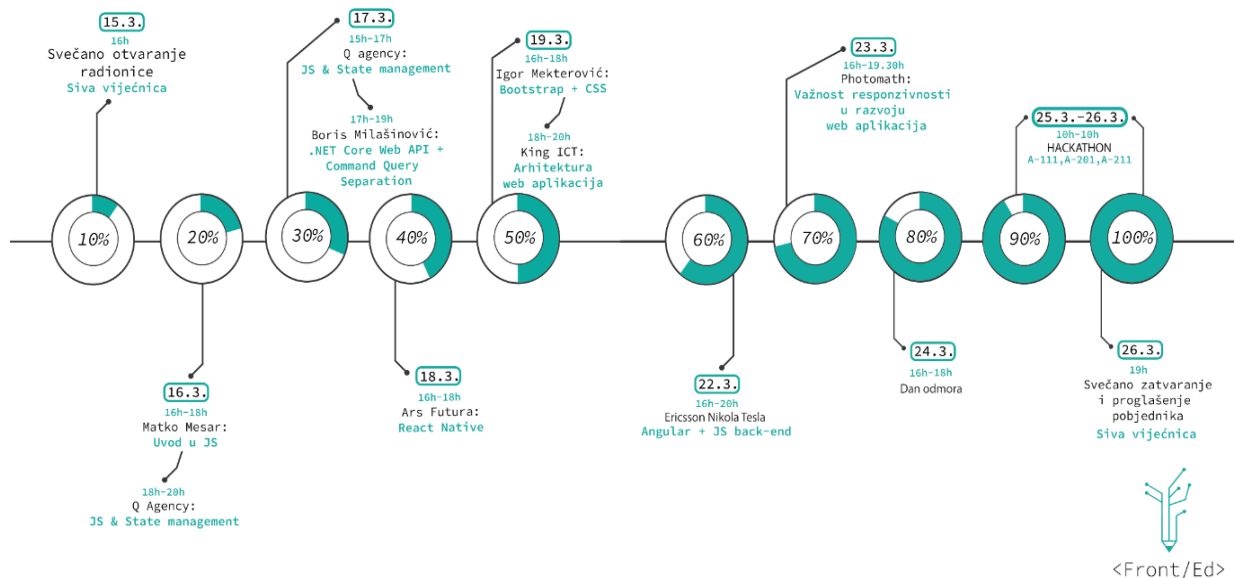 15.3.
16h
Svečano otvaranje
radionice
Siva vijećnica
10%
20%
16.3.
16h-18h
Matko Mesar:
Uvod u JS
18h-20h
Q Agency:
JS & State management
17.3.
15h-17h
Q agency:
JS & State management
17h-19h
Boris Milašinović:
.NET Core Web API +
Command Query
Separation
30%
40%
18.3.
16h-18h
Ars Futura:
React Native
19.3.
16h-18h
Igor Mekterović:
Bootstrap + CSS
18h-20h
King ICT:
Arhitektura
web aplikacija
50%
60%
22.3.
16h-20h
Ericsson Nikola Tesla
Angular + JS back-end
23.3.
16h-19.30h
Photomath:
Važnost responzivnosti
u razvoju
web aplikacija
70%
80%
24.3.
16h-18h
Dan odmora
25.3.-26.3.
10h-10h
HACKATHON
A-111,A-201,A-211
90%
100%
26.3.
19h
Svečano zatvaranje
i proglašenje
pobjednika
Siva vijećnica
<Front/Ed>